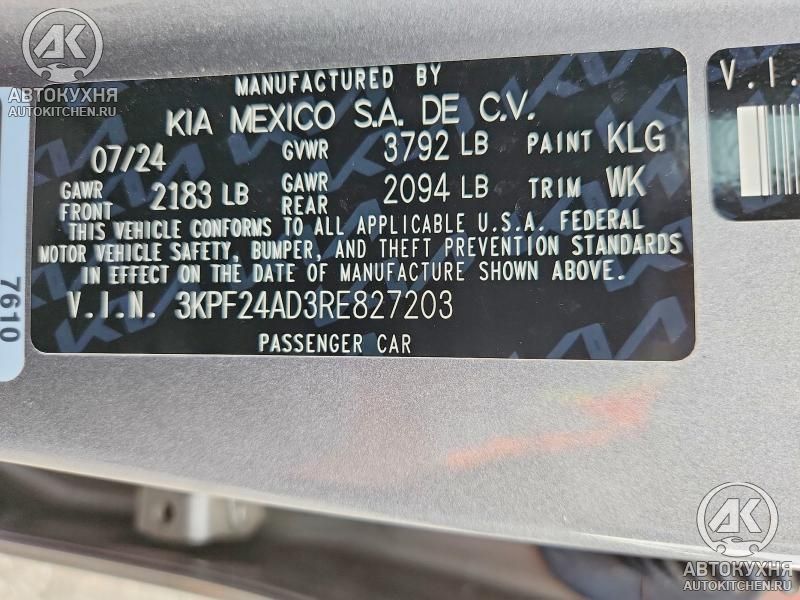 АК
АВТОКУХНЯ
AUTOKITCHEN.RU
MANUFACTURED BY
KIA MEXICO S.A. DE C.V.
07/24 GVWR 3792 LB PAINT KLG
GAWR FRONT 2183 LB GAWR REAR 2094 LB TRIM WK
THIS VEHICLE CONFORMS TO ALL APPLICABLE U.S.A. FEDERAL
MOTOR VEHICLE SAFETY, BUMPER, AND THEFT PREVENTION STANDARDS
IN EFFECT ON THE DATE OF MANUFACTURE SHOWN ABOVE.
V.I.N. 3KPF24AD3RE827203
PASSENGER CAR
V.I.
7610
АК
АВТОКУХНЯ
AUTOKITCHEN.RU